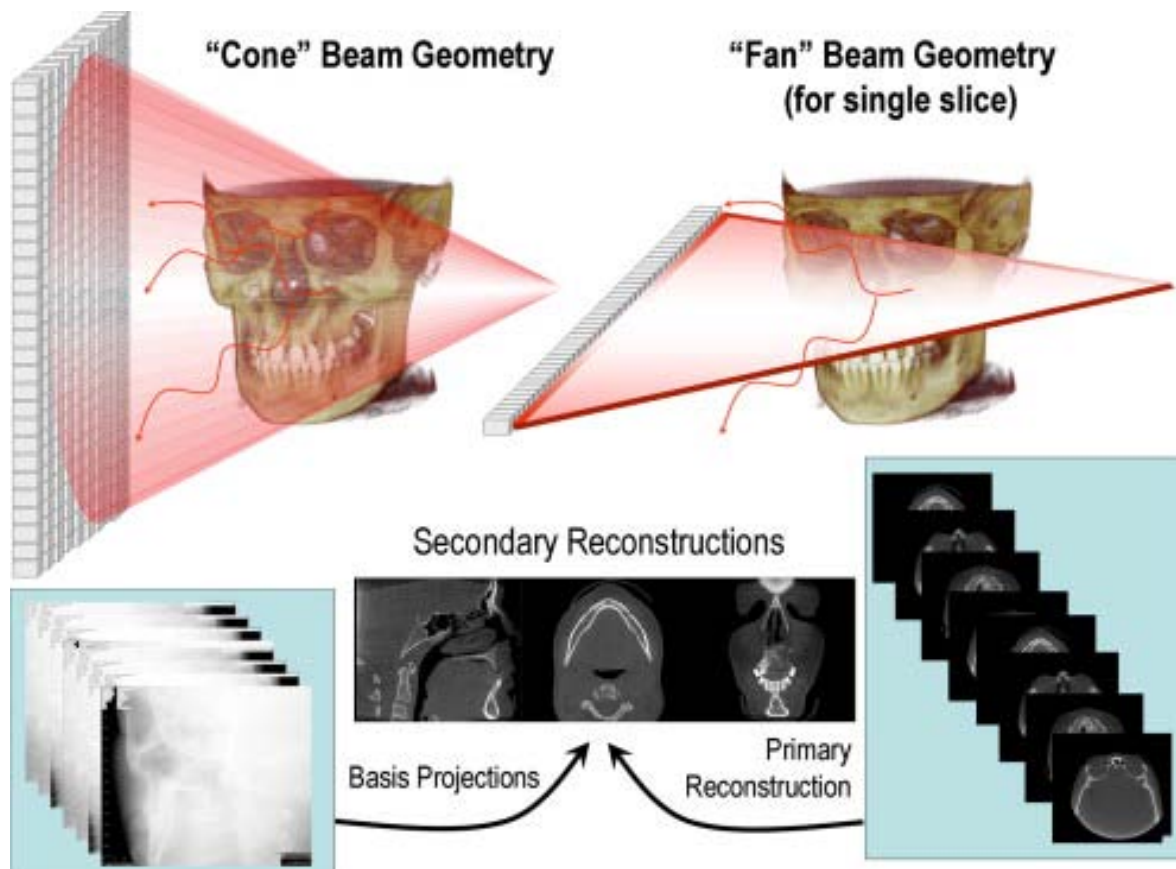 “Cone” Beam Geometry
“Fan” Beam Geometry
(for single slice)
Secondary Reconstructions
Basis Projections
Primary
Reconstruction